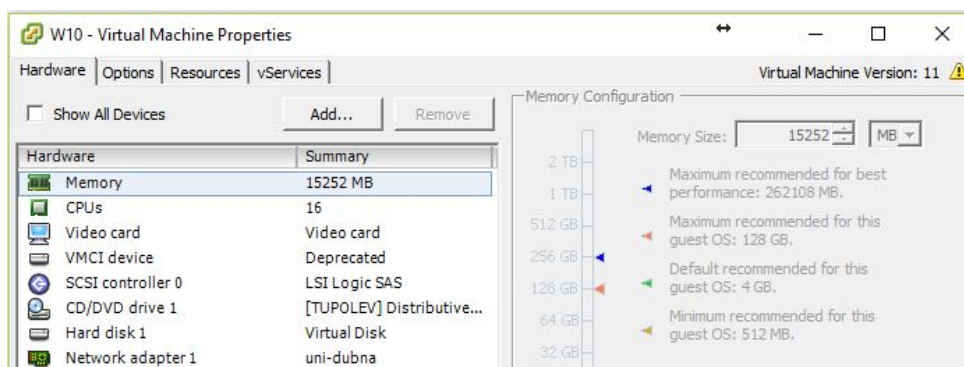 W10 - Virtual Machine Properties
Hardware Options Resources vServices
Virtual Machine Version: 11
Show All Devices
Add...
Remove
Hardware Summary
Memory 15252 MB
CPUs 16
Video card Video card
VMCI device Deprecated
SCSI controller 0 LSI Logic SAS
CD/DVD drive 1 [TUPOLEV] Distributive...
Hard disk 1 Virtual Disk
Network adapter 1 uni-dubna
Memory Configuration
Memory Size: 15252 MB
2 TB
1 TB
512 GB
256 GB
128 GB
64 GB
32 GB
Maximum recommended for best
performance: 262108 MB.
Maximum recommended for this
guest OS: 128 GB.
Default recommended for this
guest OS: 4 GB.
Minimum recommended for this
guest OS: 512 MB.